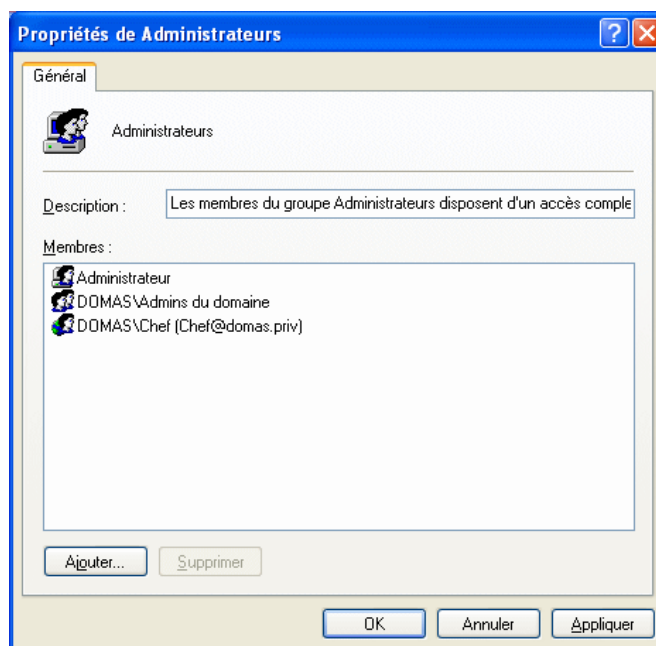 Propriétés de Administrateurs
Général
Administrateurs
Description : Les membres du groupe Administrateurs disposent d'un accès comple
Membres :
Administrateur
DOMAS\Admins du domaine
DOMAS\Chef (Chef@domas.priv)
Ajouter... Supprimer
OK Annuler Appliquer